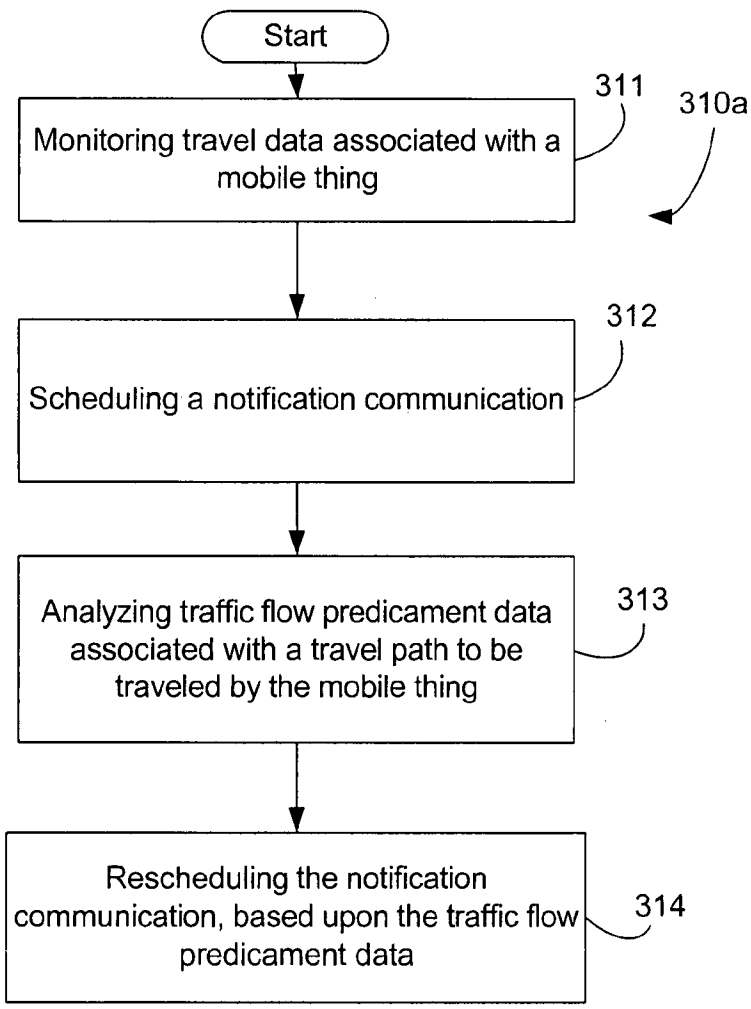 Start
311
310a
Monitoring travel data associated with a
mobile thing
312
Scheduling a notification communication
313
Analyzing traffic flow predicament data
associated with a travel path to be
traveled by the mobile thing
314
Rescheduling the notification
communication, based upon the traffic flow
predicament data